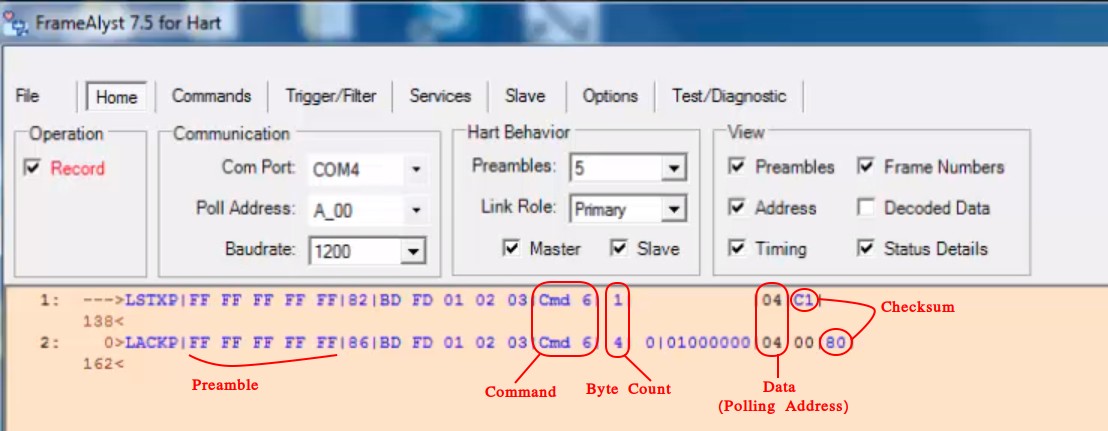 FrameAlyst 7.5 for Hart
File Home Commands Trigger/Filter Services Slave Options Test/Diagnostic
Operation
Record
Communication
Com Port: COM4
Poll Address: A_00
Baudrate: 1200
Hart Behavior
Preambles: 5
Link Role: Primary
Master Slave
View
Preambles Frame Numbers
Address Decoded Data
Timing Status Details
1: --->LSTXP|FF FF FF FF FF|82|BD FD 01 02 03|Cmd 6| 1 04 C1|
138<
2: 0>LACKP|FF FF FF FF FF|86|BD FD 01 02 03|Cmd 6| 4 0|01000000 04 00 80|
162<
Checksum
Preamble
Command
Byte Count
Data
(Polling Address)